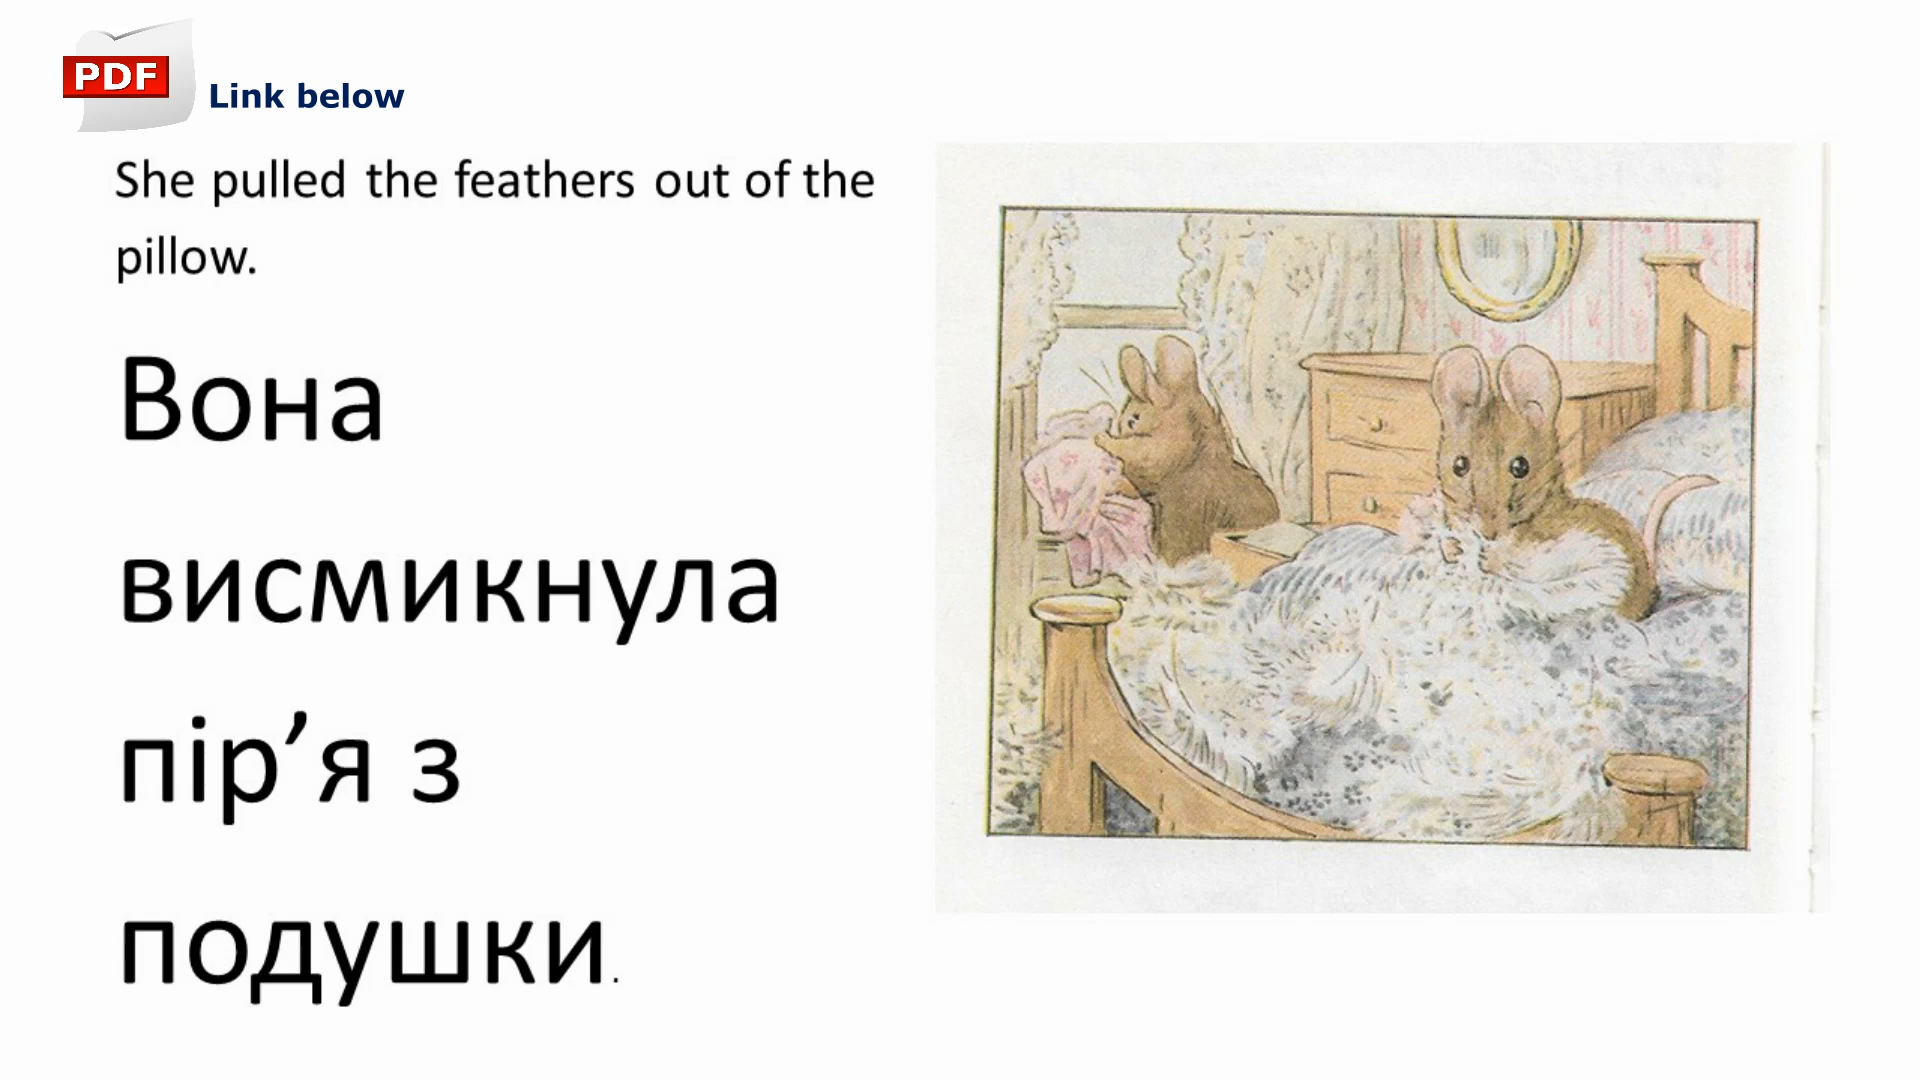 PDF
Link below
She pulled the feathers out of the
pillow.
Вона
висмикнула
пір’я з
подушки.